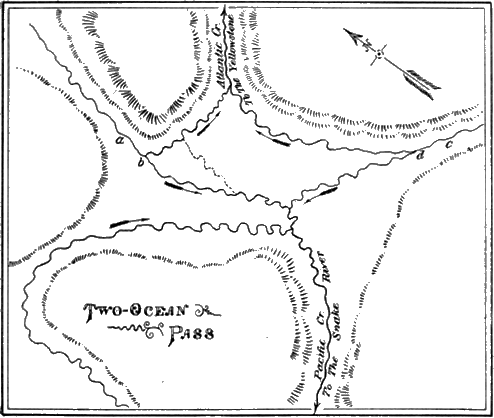 Atlantic Cr.
To The Yellowstone
a
b
d
c
TWO-OCEAN
PASS
Pacific Cr.
To The Snake River